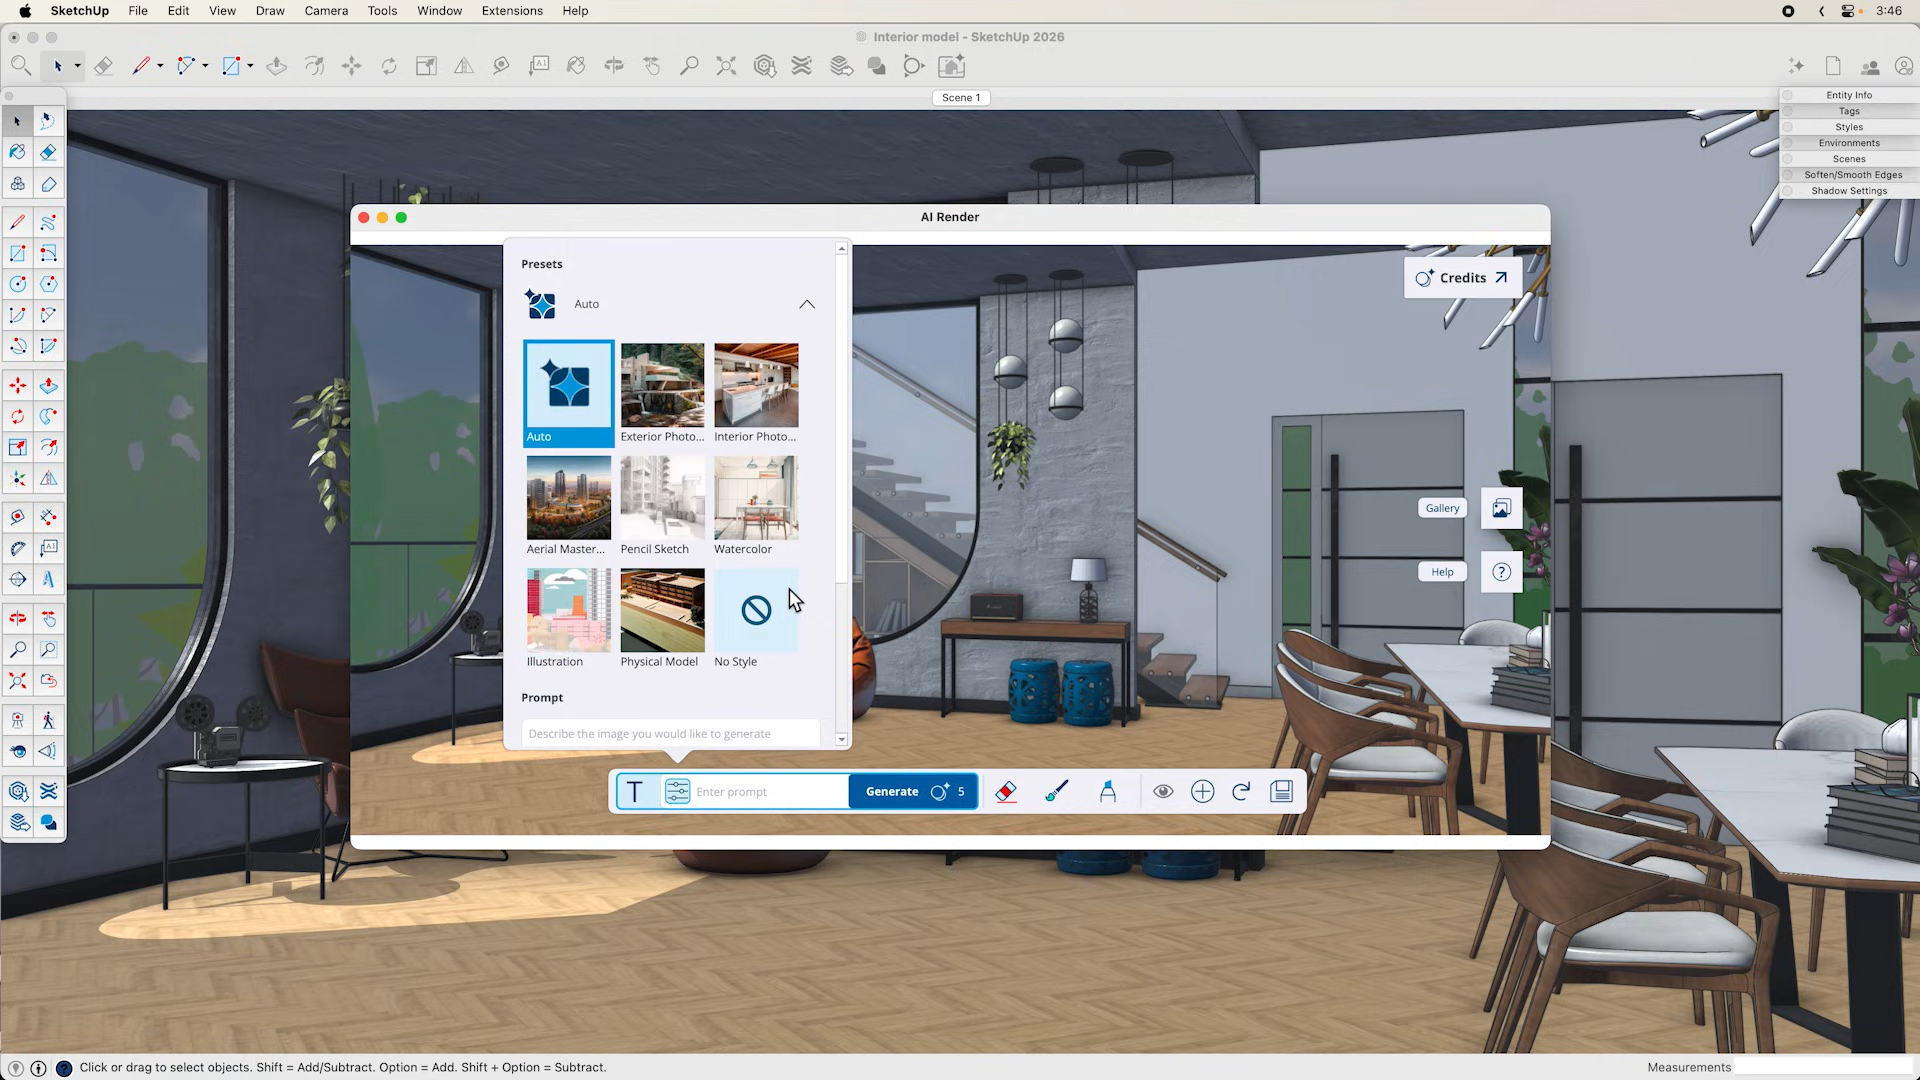 SketchUp File Edit View Draw Camera Tools Window Extensions Help 3:46
Interior model - SketchUp 2026
Scene 1
Entity Info
Tags
Styles
Environments
Scenes
Soften/Smooth Edges
Shadow Settings
AI Render
Presets
Auto
Credits
Auto Exterior Photo... Interior Photo...
Aerial Master... Pencil Sketch Watercolor
Illustration Physical Model No Style
Gallery
Help
Prompt
Describe the image you would like to generate
T Enter prompt Generate 5
Click or drag to select objects. Shift = Add/Subtract. Option = Add. Shift + Option = Subtract.
Measurements